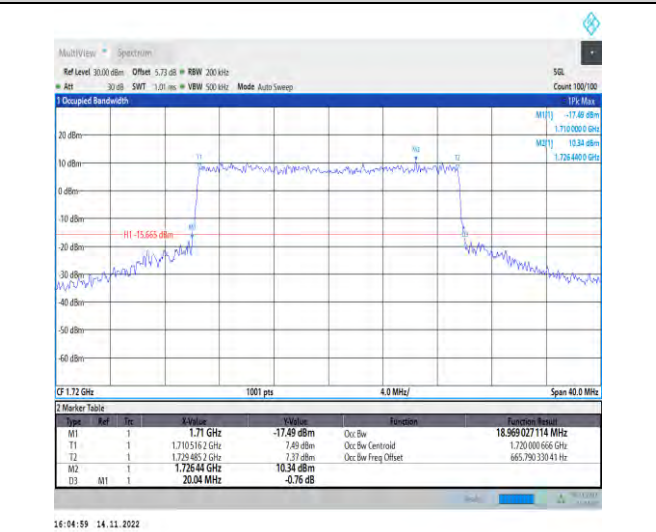 MultiView Spectrum
Ref Level 30.00 dBm Offset 5.73 dB RBW 200 kHz SGL
Att 30 dB SWT 1.01 ms VBW 500 kHz Mode Auto Sweep Count 100/100
1 Occupied Bandwidth 1Pk Max
M1[1] -17.49 dBm
1.710 000 0 GHz
M2[1] 10.34 dBm
1.726 440 0 GHz
20 dBm
M2
T1 T2
10 dBm
0 dBm
-10 dBm
M1
H1 -15.665 dBm
D3
-20 dBm
-30 dBm
-40 dBm
-50 dBm
-60 dBm
CF 1.72 GHz 1001 pts 4.0 MHz/ Span 40.0 MHz
2 Marker Table
Type Ref Trc X-Value Y-Value Function Function Result
M1 1 1.71 GHz -17.49 dBm Occ Bw 18.969 027 114 MHz
T1 1 1.710 516 2 GHz 7.49 dBm Occ Bw Centroid 1.720 000 666 GHz
T2 1 1.729 485 2 GHz 7.37 dBm Occ Bw Freq Offset 665.790 330 41 Hz
M2 1 1.726 44 GHz 10.34 dBm
D3 M1 1 20.04 MHz -0.76 dB
16:04:59 14.11.2022